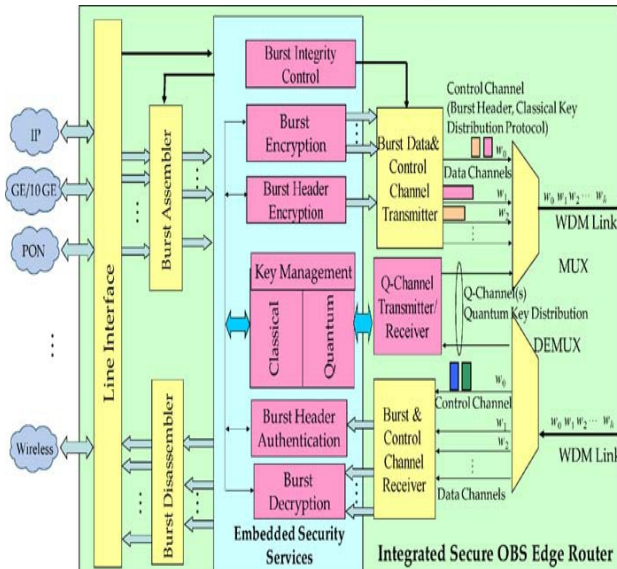 IP
GE/10 GE
PON
Wireless
Line Interface
Burst Assembler
Burst Disassembler
Burst Integrity
Control
Burst
Encryption
Burst Header
Encryption
Key Management
Classical
Quantum
Burst Header
Authentication
Burst
Decryption
Embedded Security
Services
Burst Data&
Control
Channel
Transmitter
Q-Channel
Transmitter/
Receiver
Burst &
Control
Channel
Receiver
Control Channel
(Burst Header, Classical Key
Distribution Protocol)
w₀
Data Channels
w₁
w₂
w₀ w₁ w₂ ··· wₖ
WDM Link
MUX
Q-Channel(s)
Quantum Key Distribution
DEMUX
w₀
Control Channel
w₁
w₂
Data Channels
w₀ w₁ w₂ ··· wₖ
WDM Link
Integrated Secure OBS Edge Router